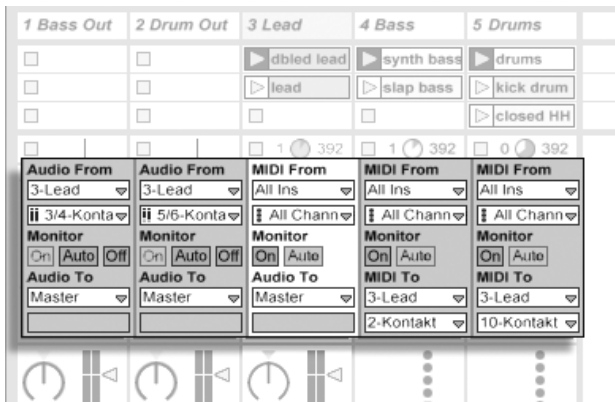 1 Bass Out 2 Drum Out 3 Lead 4 Bass 5 Drums
dbled lead synth bass drums
lead slap bass kick drum
closed HH
1 392 1 392 0 392
Audio From Audio From MIDI From MIDI From MIDI From
3-Lead 3-Lead All Ins All Ins All Ins
3/4-Konta 5/6-Konta All Chann All Chann All Chann
Monitor Monitor Monitor Monitor Monitor
On Auto Off On Auto Off On Auto On Auto On Auto
Audio To Audio To Audio To MIDI To MIDI To
Master Master Master 3-Lead 3-Lead
2-Kontakt 10-Kontakt